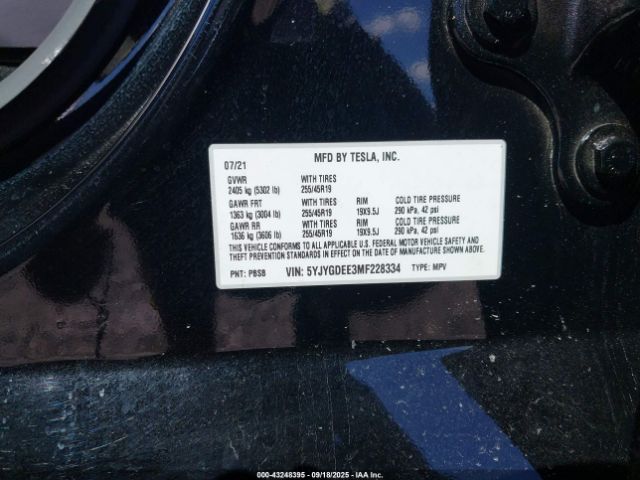 07/21 MFD BY TESLA, INC.
GVWR WITH TIRES
2405 kg (5302 lb) 255/45R19
GAWR FRT WITH TIRES RIM COLD TIRE PRESSURE
1363 kg (3004 lb) 255/45R19 19X9.5J 290 kPa, 42 psi
GAWR RR WITH TIRES RIM COLD TIRE PRESSURE
1636 kg (3606 lb) 255/45R19 19X9.5J 290 kPa, 42 psi
THIS VEHICLE CONFORMS TO ALL APPLICABLE U.S. FEDERAL MOTOR VEHICLE SAFETY AND
THEFT PREVENTION STANDARDS IN EFFECT ON THE DATE OF MANUFACTURE SHOWN ABOVE.
PNT: PBSB VIN: 5YJYGDEE3MF228334 TYPE: MPV
000-43248395 - 09/18/2025 - IAA Inc.